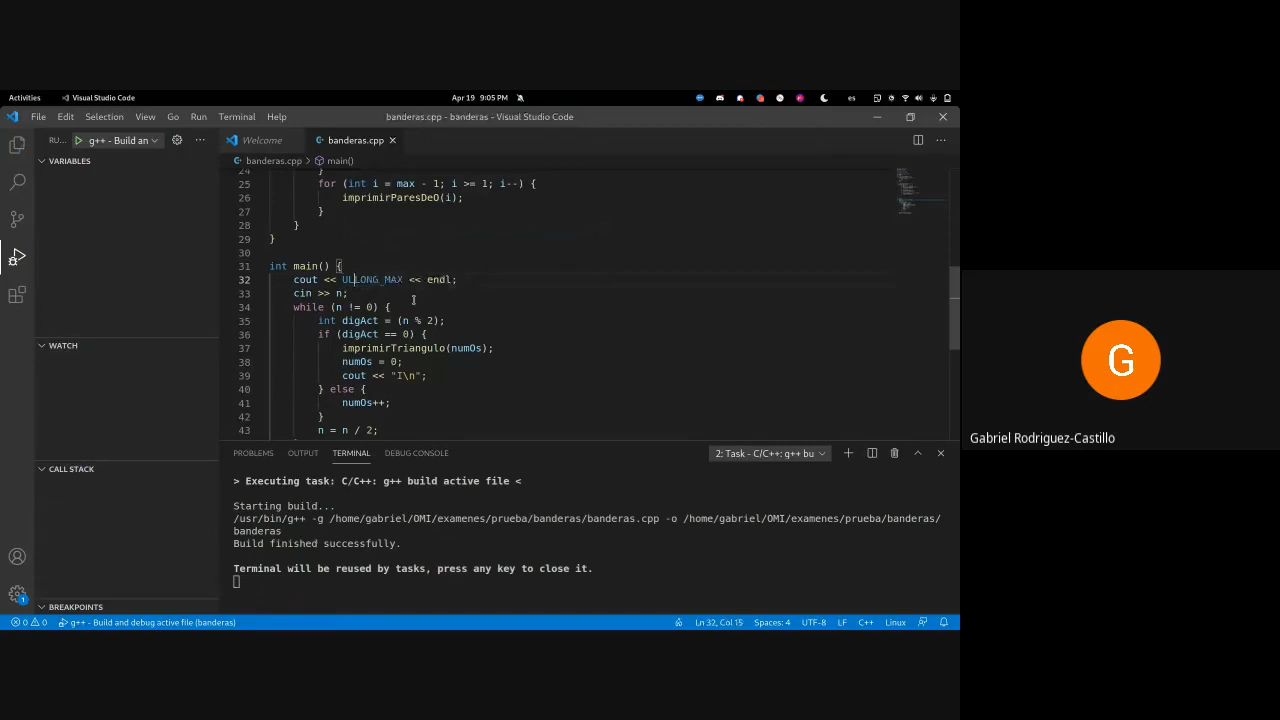 Activities Visual Studio Code Apr 19 9:05 PM es
File Edit Selection View Go Run Terminal Help banderas.cpp - banderas - Visual Studio Code
RU... g++ - Build an Welcome banderas.cpp
VARIABLES
banderas.cpp > main()
24 }
25 for (int i = max - 1; i >= 1; i--) {
26 imprimirParesDeO(i);
27 }
28 }
29 }
30
31 int main() {
32 cout << ULLONG_MAX << endl;
33 cin >> n;
34 while (n != 0) {
35 int digAct = (n % 2);
36 if (digAct == 0) {
37 imprimirTriangulo(numOs);
38 numOs = 0;
39 cout << "I\n";
40 } else {
41 numOs++;
42 }
43 n = n / 2;
WATCH
CALL STACK
BREAKPOINTS
PROBLEMS OUTPUT TERMINAL DEBUG CONSOLE 2: Task - C/C++: g++ bu
> Executing task: C/C++: g++ build active file <
Starting build...
/usr/bin/g++ -g /home/gabriel/OMI/examenes/prueba/banderas/banderas.cpp -o /home/gabriel/OMI/examenes/prueba/banderas/
banderas
Build finished successfully.
Terminal will be reused by tasks, press any key to close it.
1
0 0 g++ - Build and debug active file (banderas) Ln 32, Col 15 Spaces: 4 UTF-8 LF C++ Linux
G
Gabriel Rodriguez-Castillo